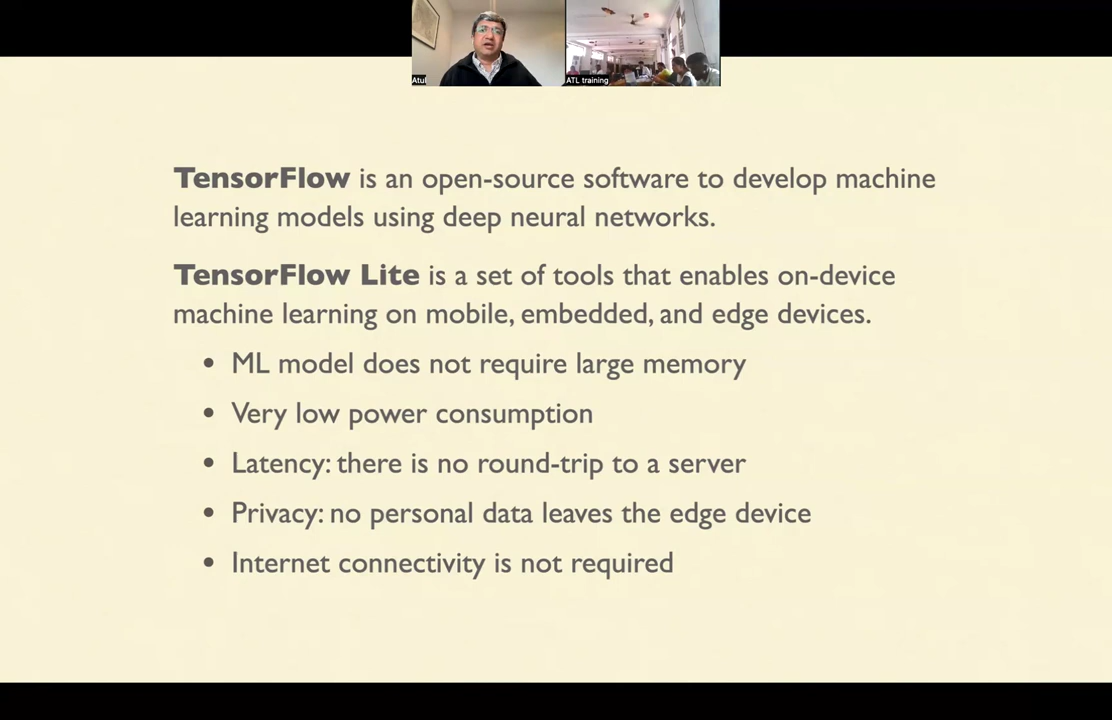 Atul
ATL training
TensorFlow is an open-source software to develop machine
learning models using deep neural networks.
TensorFlow Lite is a set of tools that enables on-device
machine learning on mobile, embedded, and edge devices.
• ML model does not require large memory
• Very low power consumption
• Latency: there is no round-trip to a server
• Privacy: no personal data leaves the edge device
• Internet connectivity is not required